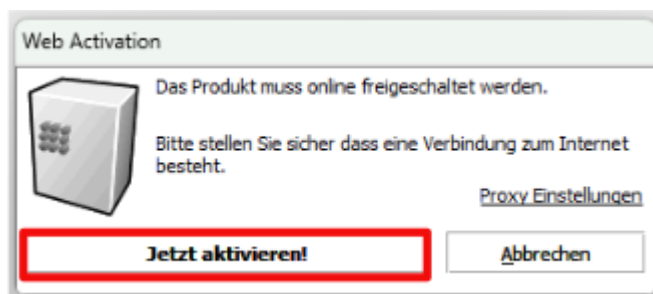 Web Activation
Das Produkt muss online freigeschaltet werden.
Bitte stellen Sie sicher dass eine Verbindung zum Internet
besteht.
Proxy Einstellungen
Jetzt aktivieren!
Abbrechen